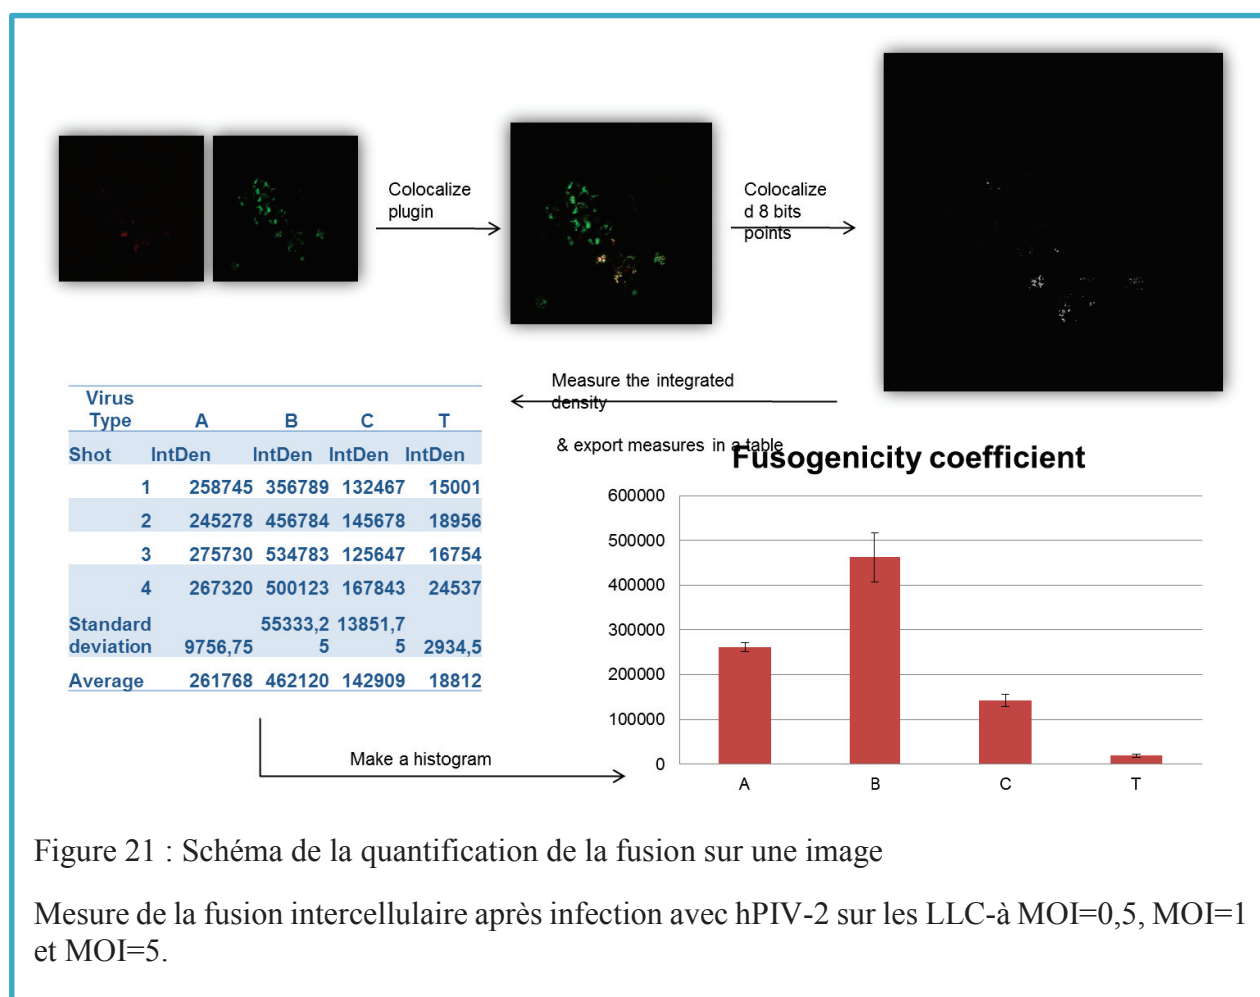 Colocalize
plugin
Colocalize
d 8 bits
points
Measure the integrated
density
& export measures in a table
Virus
Type A B C T
Shot IntDen IntDen IntDen IntDen
1 258745 356789 132467 15001
2 245278 456784 145678 18956
3 275730 534783 125647 16754
4 267320 500123 167843 24537
Standard 55333,2 13851,7
deviation 9756,75 5 5 2934,5
Average 261768 462120 142909 18812
Make a histogram
Fusogenicity coefficient
600000
500000
400000
300000
200000
100000
0
A B C T
Figure 21 : Schéma de la quantification de la fusion sur une image
Mesure de la fusion intercellulaire après infection avec hPIV-2 sur les LLC-à MOI=0,5, MOI=1
et MOI=5.